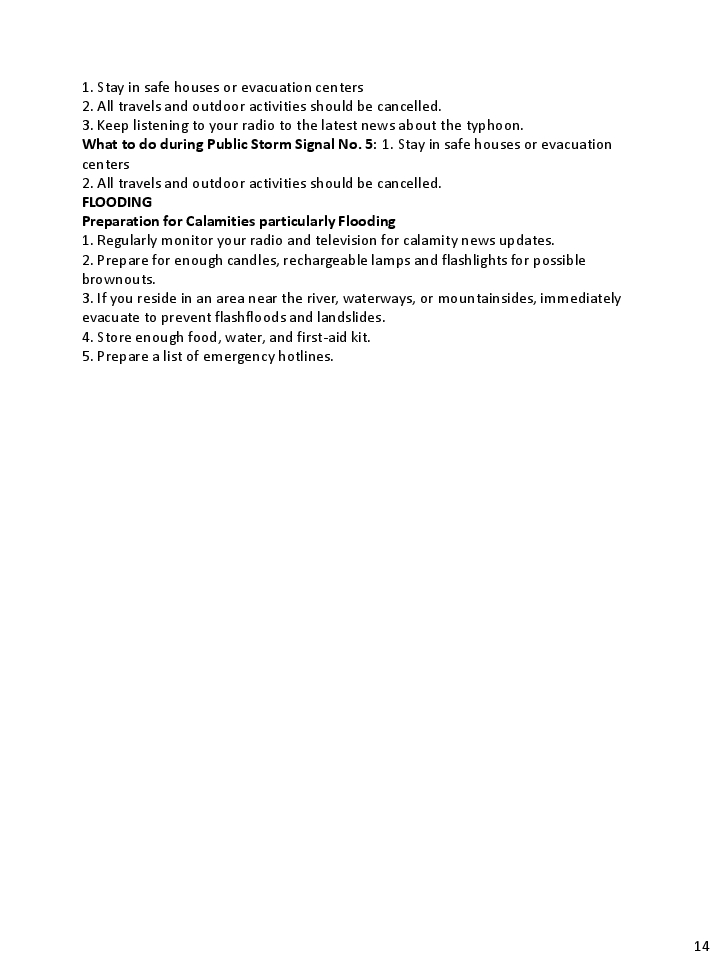 1. Stay in safe houses or evacuation centers
2. All travels and outdoor activities should be cancelled.
3. Keep listening to your radio to the latest news about the typhoon.
What to do during Public Storm Signal No. 5: 1. Stay in safe houses or evacuation
centers
2. All travels and outdoor activities should be cancelled.
FLOODING
Preparation for Calamities particularly Flooding
1. Regularly monitor your radio and television for calamity news updates.
2. Prepare for enough candles, rechargeable lamps and flashlights for possible
brownouts.
3. If you reside in an area near the river, waterways, or mountainsides, immediately
evacuate to prevent flashfloods and landslides.
4. Store enough food, water, and first-aid kit.
5. Prepare a list of emergency hotlines.
14